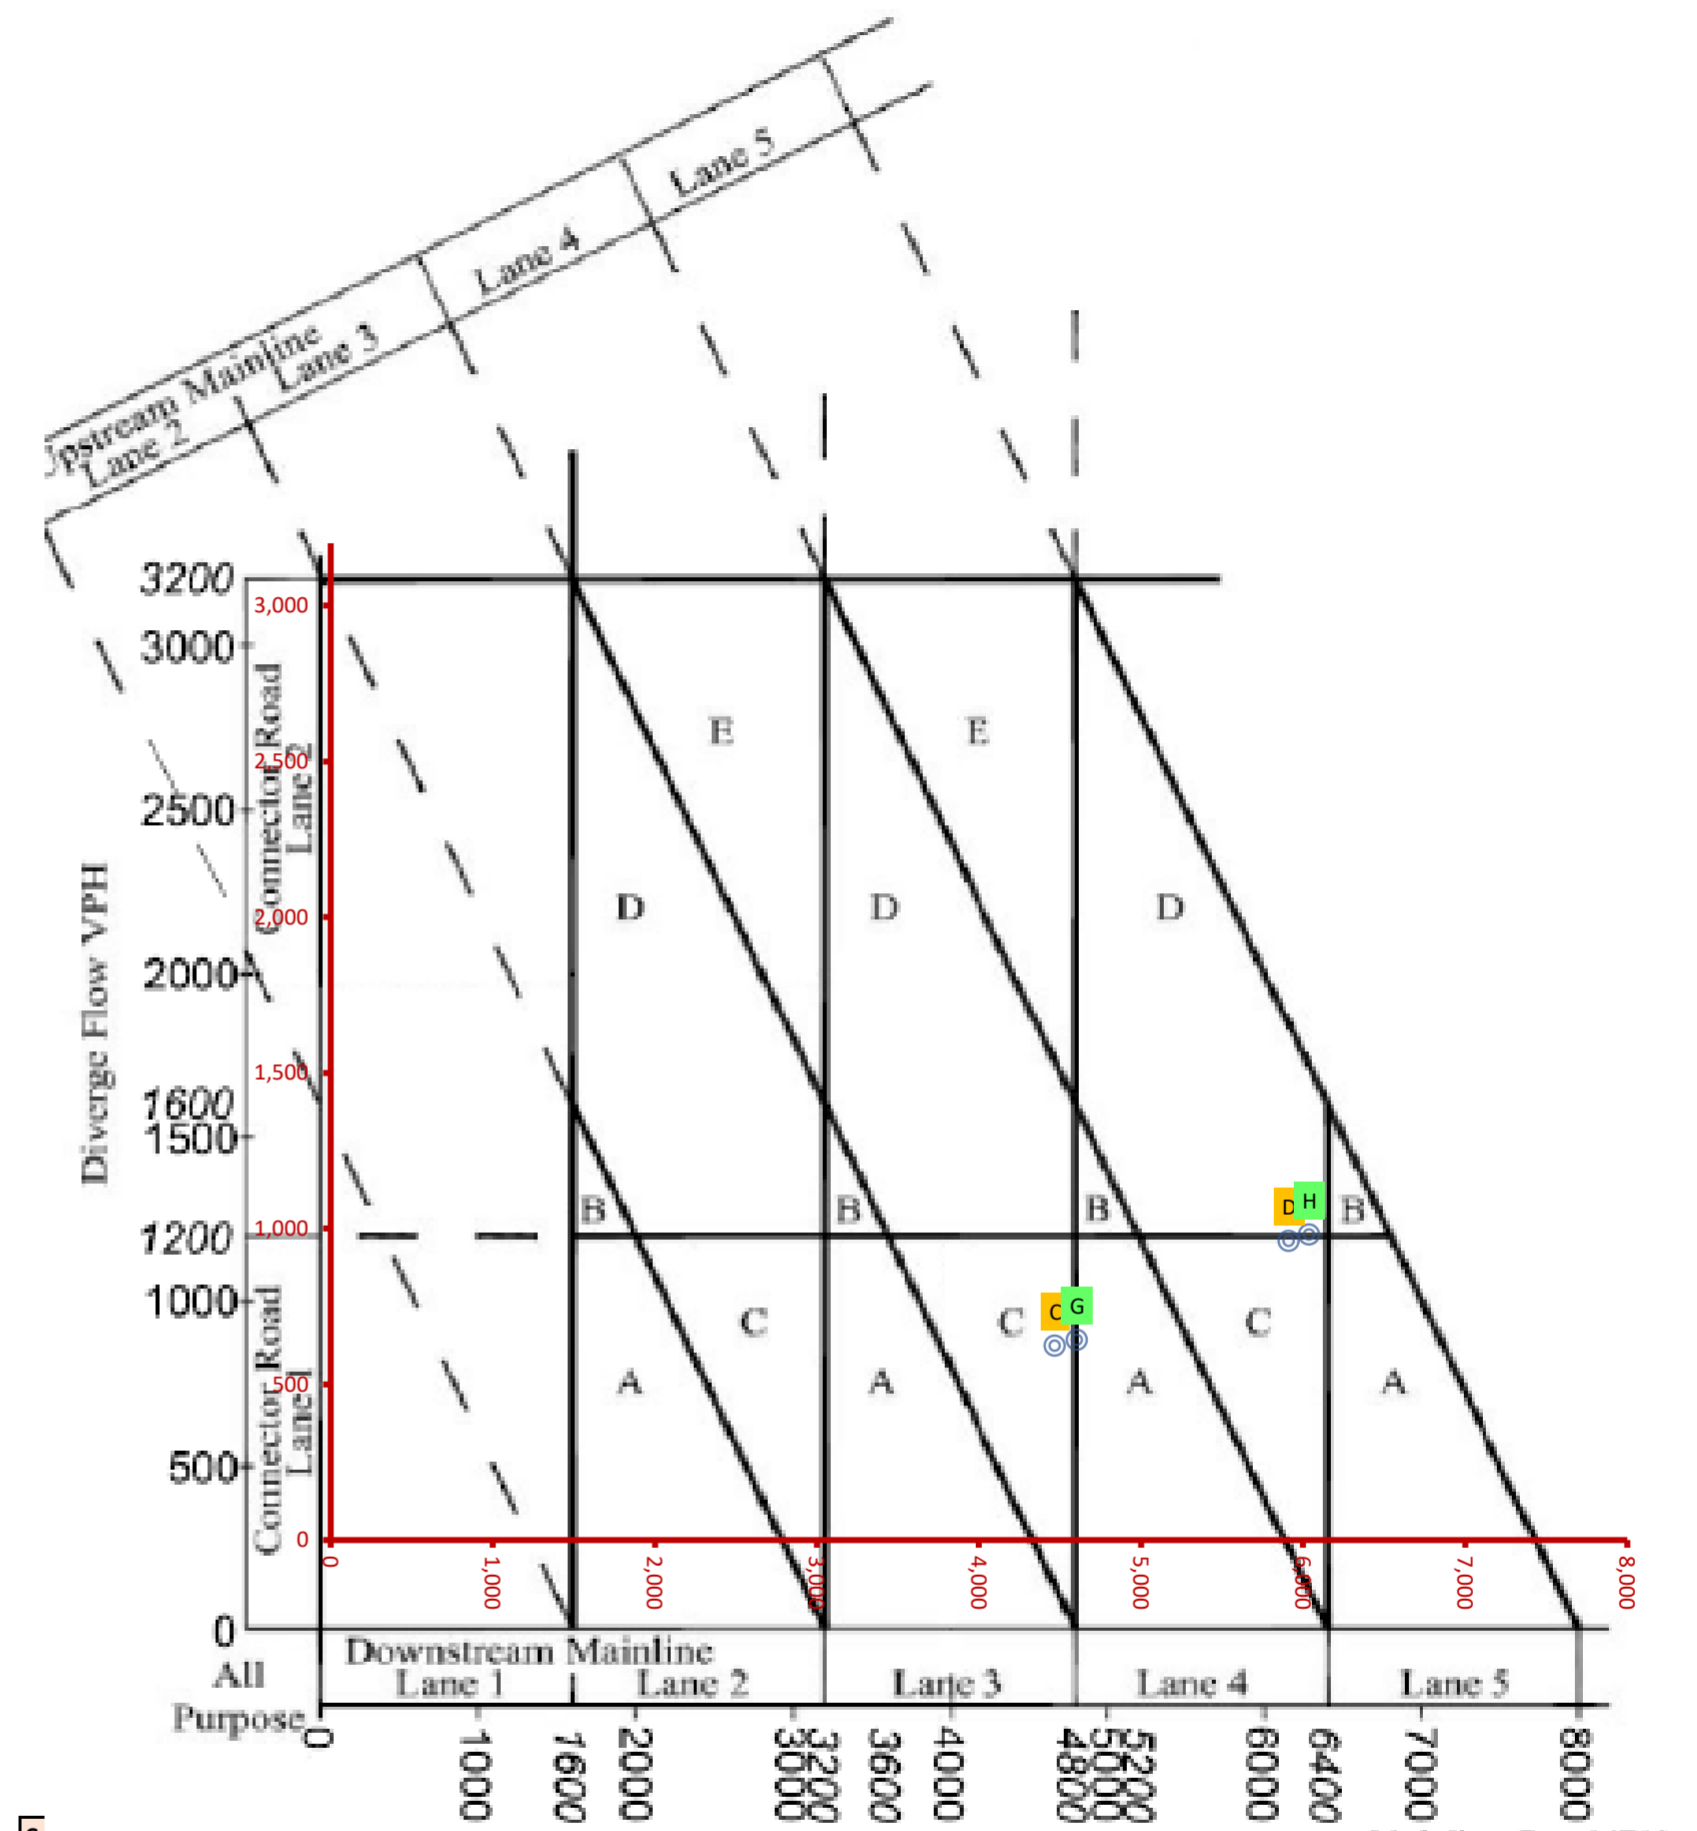 Lane 5
Lane 4
Upstream Mainline
Lane 3
Lane 2
3200
3,000
3000
Connector Road
Lane 2
E
E
2,500
2500
Diverge Flow VPH
2,000
D
D
D
2000
1,500
1600
1500
B
B
B
D
H
B
1,000
1200
1000
Connector Road
Lane 1
C
C
C
G
C
A
A
A
A
500
500
0
0
1,000
2,000
3,000
4,000
5,000
6,000
7,000
8,000
0
Downstream Mainline
All
Purpose
Lane 1
Lane 2
Lane 3
Lane 4
Lane 5
0
1000
1600
2000
3000
3200
3600
4000
4800
5000
5200
6000
6400
7000
8000